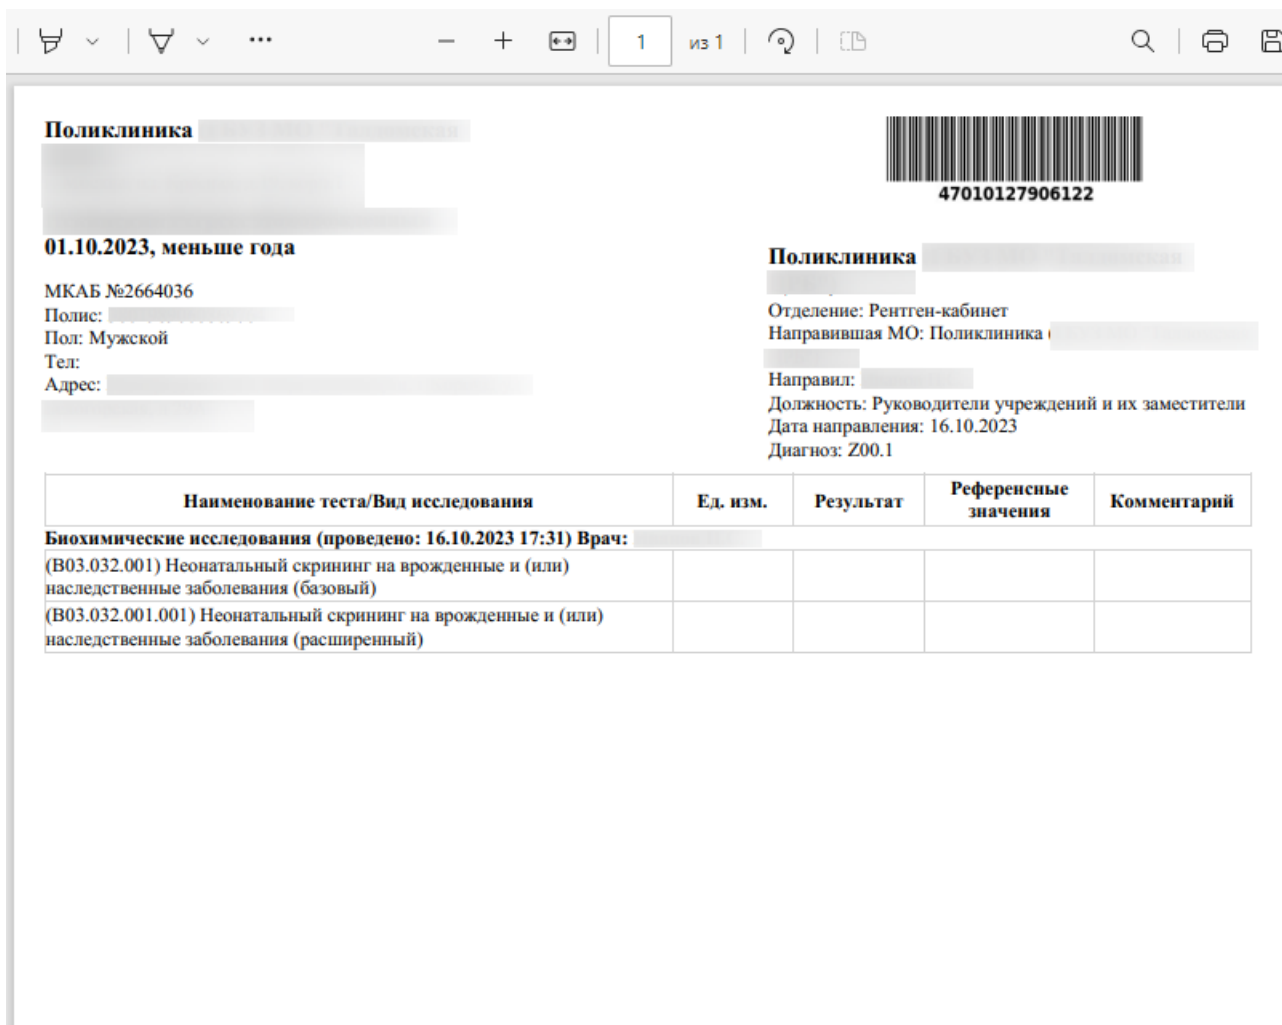 1 из 1
Поликлиника
47010127906122
01.10.2023, меньше года
МКАБ №2664036
Полис:
Пол: Мужской
Тел:
Адрес:
Поликлиника
Отделение: Рентген-кабинет
Направившая МО: Поликлиника
Направил:
Должность: Руководители учреждений и их заместители
Дата направления: 16.10.2023
Диагноз: Z00.1
Наименование теста/Вид исследования Ед. изм. Результат Референсные значения Комментарий
Биохимические исследования (проведено: 16.10.2023 17:31) Врач:
(B03.032.001) Неонатальный скрининг на врожденные и (или)
наследственные заболевания (базовый)
(B03.032.001.001) Неонатальный скрининг на врожденные и (или)
наследственные заболевания (расширенный)